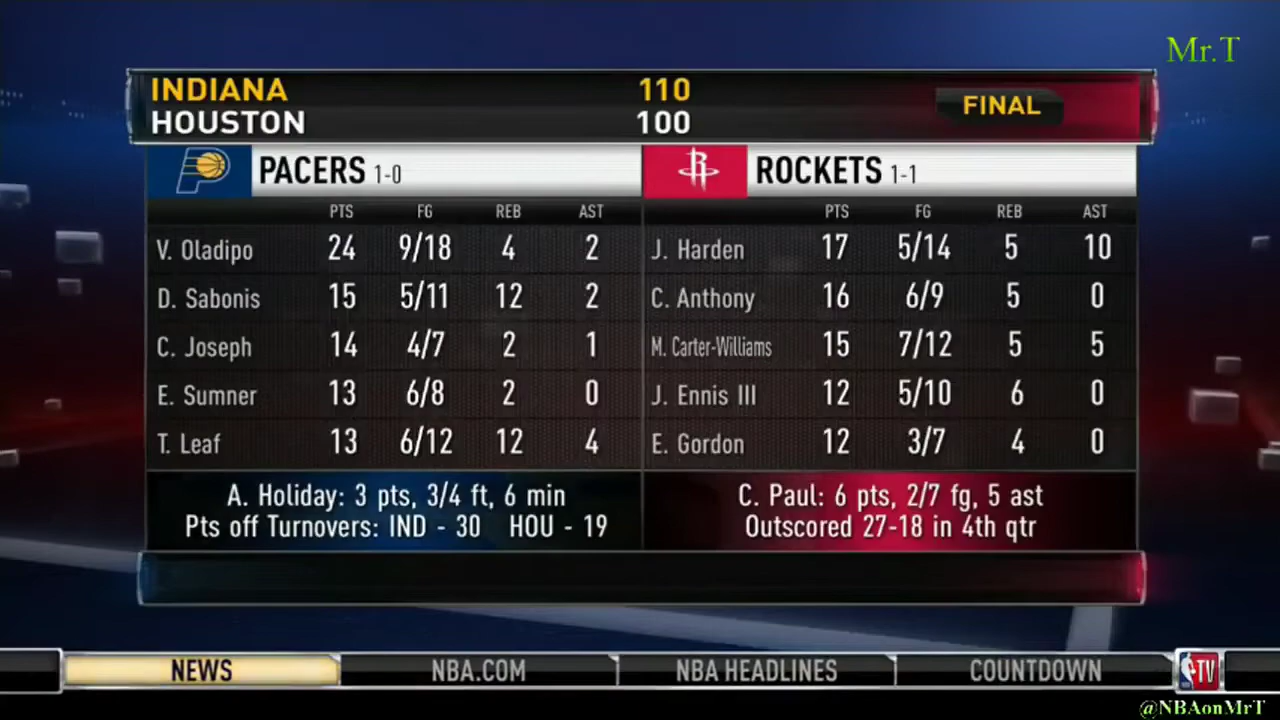 Mr.T
INDIANA 110
HOUSTON 100
FINAL
PACERS 1-0
PTS FG REB AST
V. Oladipo 24 9/18 4 2
D. Sabonis 15 5/11 12 2
C. Joseph 14 4/7 2 1
E. Sumner 13 6/8 2 0
T. Leaf 13 6/12 12 4
A. Holiday: 3 pts, 3/4 ft, 6 min
Pts off Turnovers: IND - 30 HOU - 19
ROCKETS 1-1
PTS FG REB AST
J. Harden 17 5/14 5 10
C. Anthony 16 6/9 5 0
M. Carter-Williams 15 7/12 5 5
J. Ennis III 12 5/10 6 0
E. Gordon 12 3/7 4 0
C. Paul: 6 pts, 2/7 fg, 5 ast
Outscored 27-18 in 4th qtr
NEWS NBA.COM NBA HEADLINES COUNTDOWN TV
@NBAonMrT